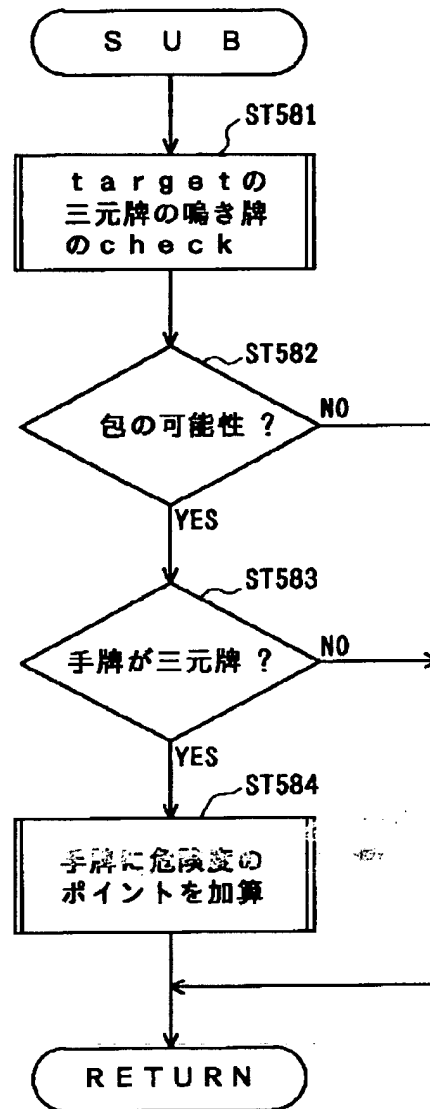 S U B
ST581
targetの
三元牌の鳴き牌
のcheck
ST582
包の可能性?
NO
YES
ST583
手牌が三元牌?
NO
YES
ST584
手牌に危険度の
ポイントを加算
RETURN